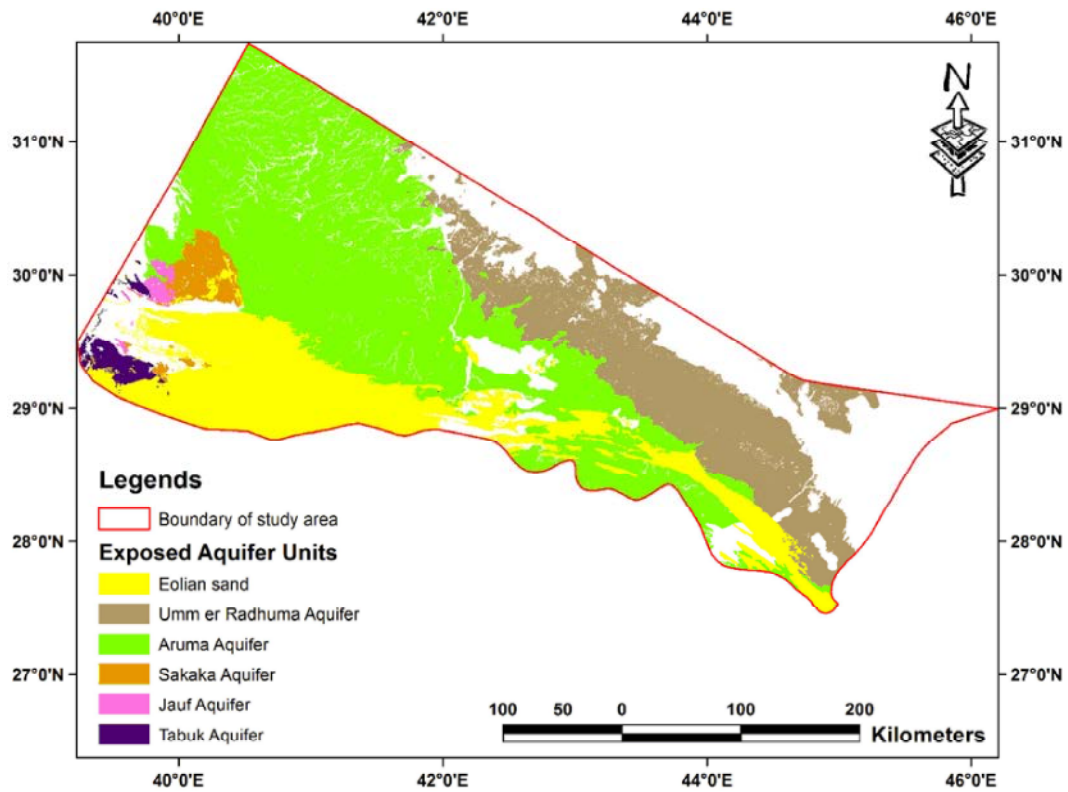 40°0'E 42°0'E 44°0'E 46°0'E
N
31°0'N 31°0'N
30°0'N 30°0'N
29°0'N 29°0'N
28°0'N 28°0'N
27°0'N 27°0'N
Legends
Boundary of study area
Exposed Aquifer Units
Eolian sand
Umm er Radhuma Aquifer
Aruma Aquifer
Sakaka Aquifer
Jauf Aquifer
Tabuk Aquifer
100 50 0 100 200
Kilometers
40°0'E 42°0'E 44°0'E 46°0'E